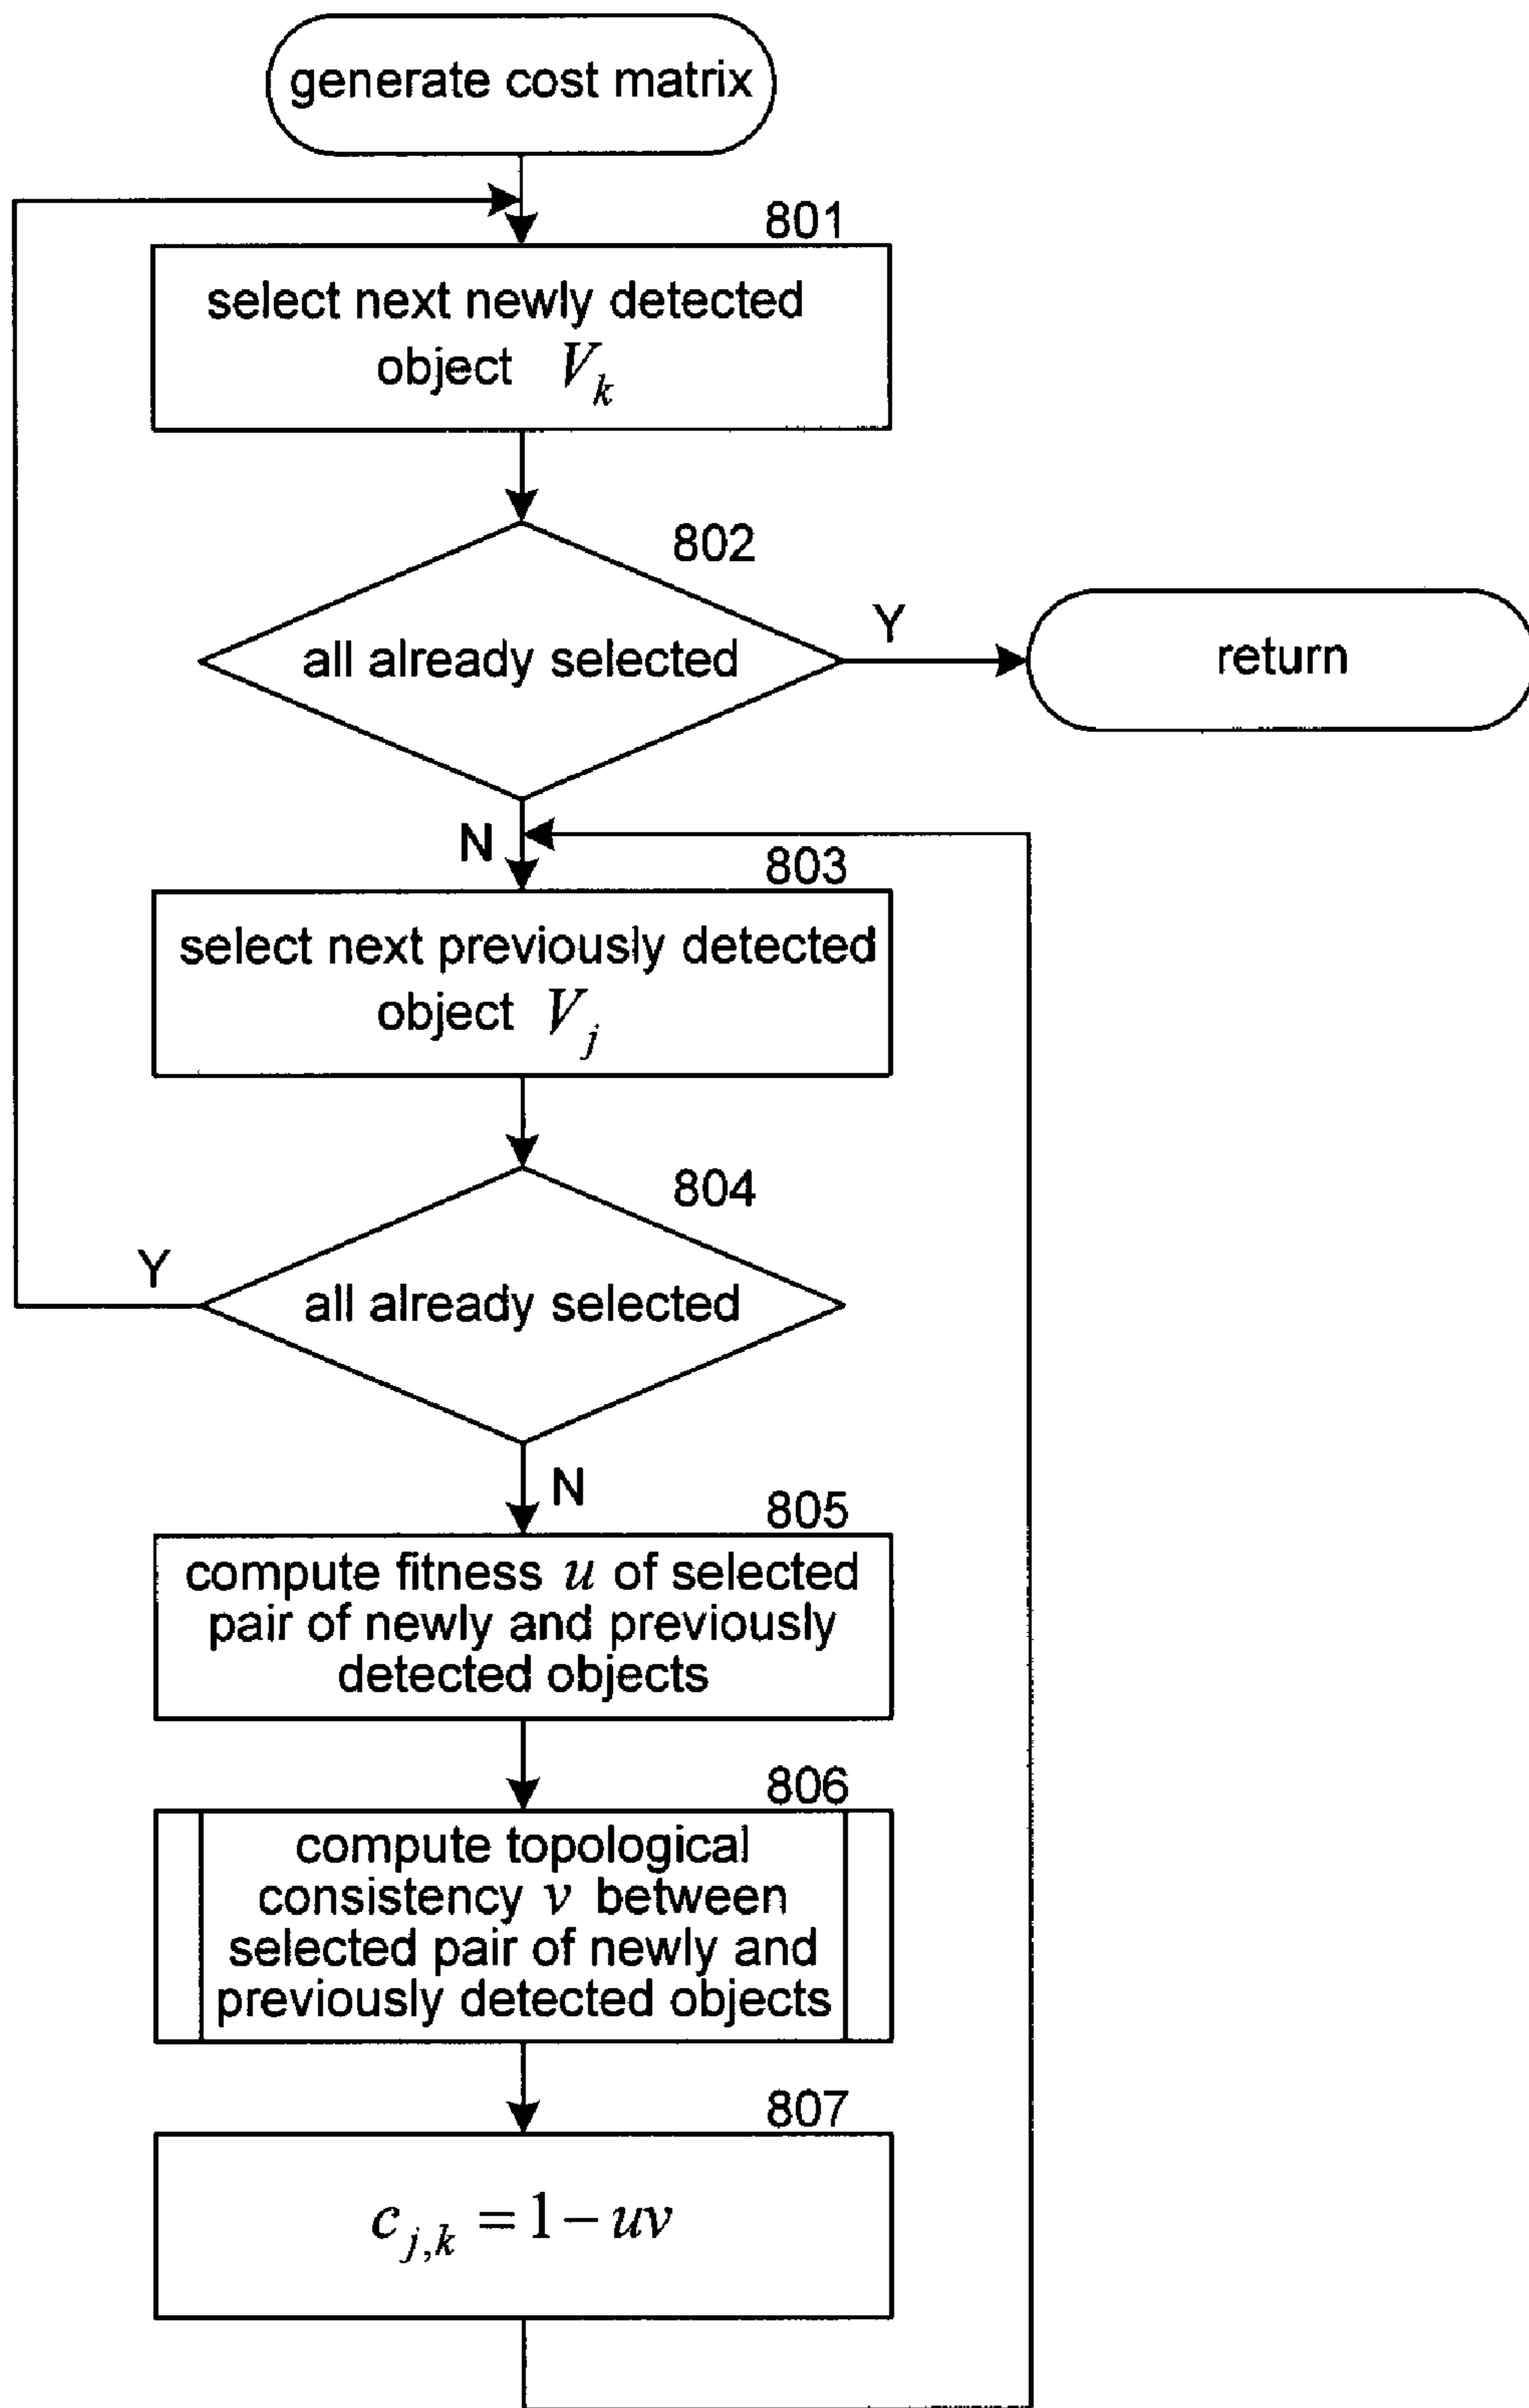 generate cost matrix
801
select next newly detected
object V_k
802
all already selected
Y
return
N
803
select next previously detected
object V_j
804
Y
all already selected
N
805
compute fitness u of selected
pair of newly and previously
detected objects
806
compute topological
consistency v between
selected pair of newly and
previously detected objects
807
c_{j,k} = 1 - uv